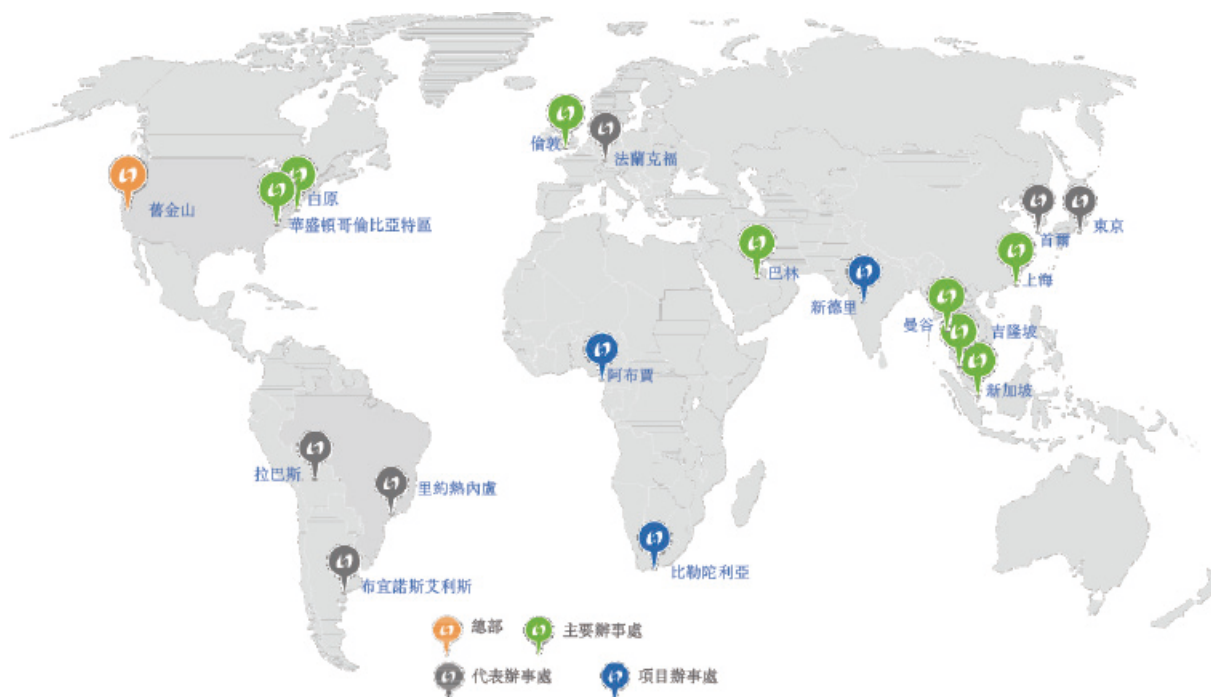 倫敦
法蘭克福
舊金山
白原
華盛頓哥倫比亞特區
首爾
東京
巴林
上海
新德里
曼谷
吉隆坡
阿布賈
新加坡
拉巴斯
里約熱內盧
布宜諾斯艾利斯
比勒陀利亞
總部
主要辦事處
代表辦事處
項目辦事處